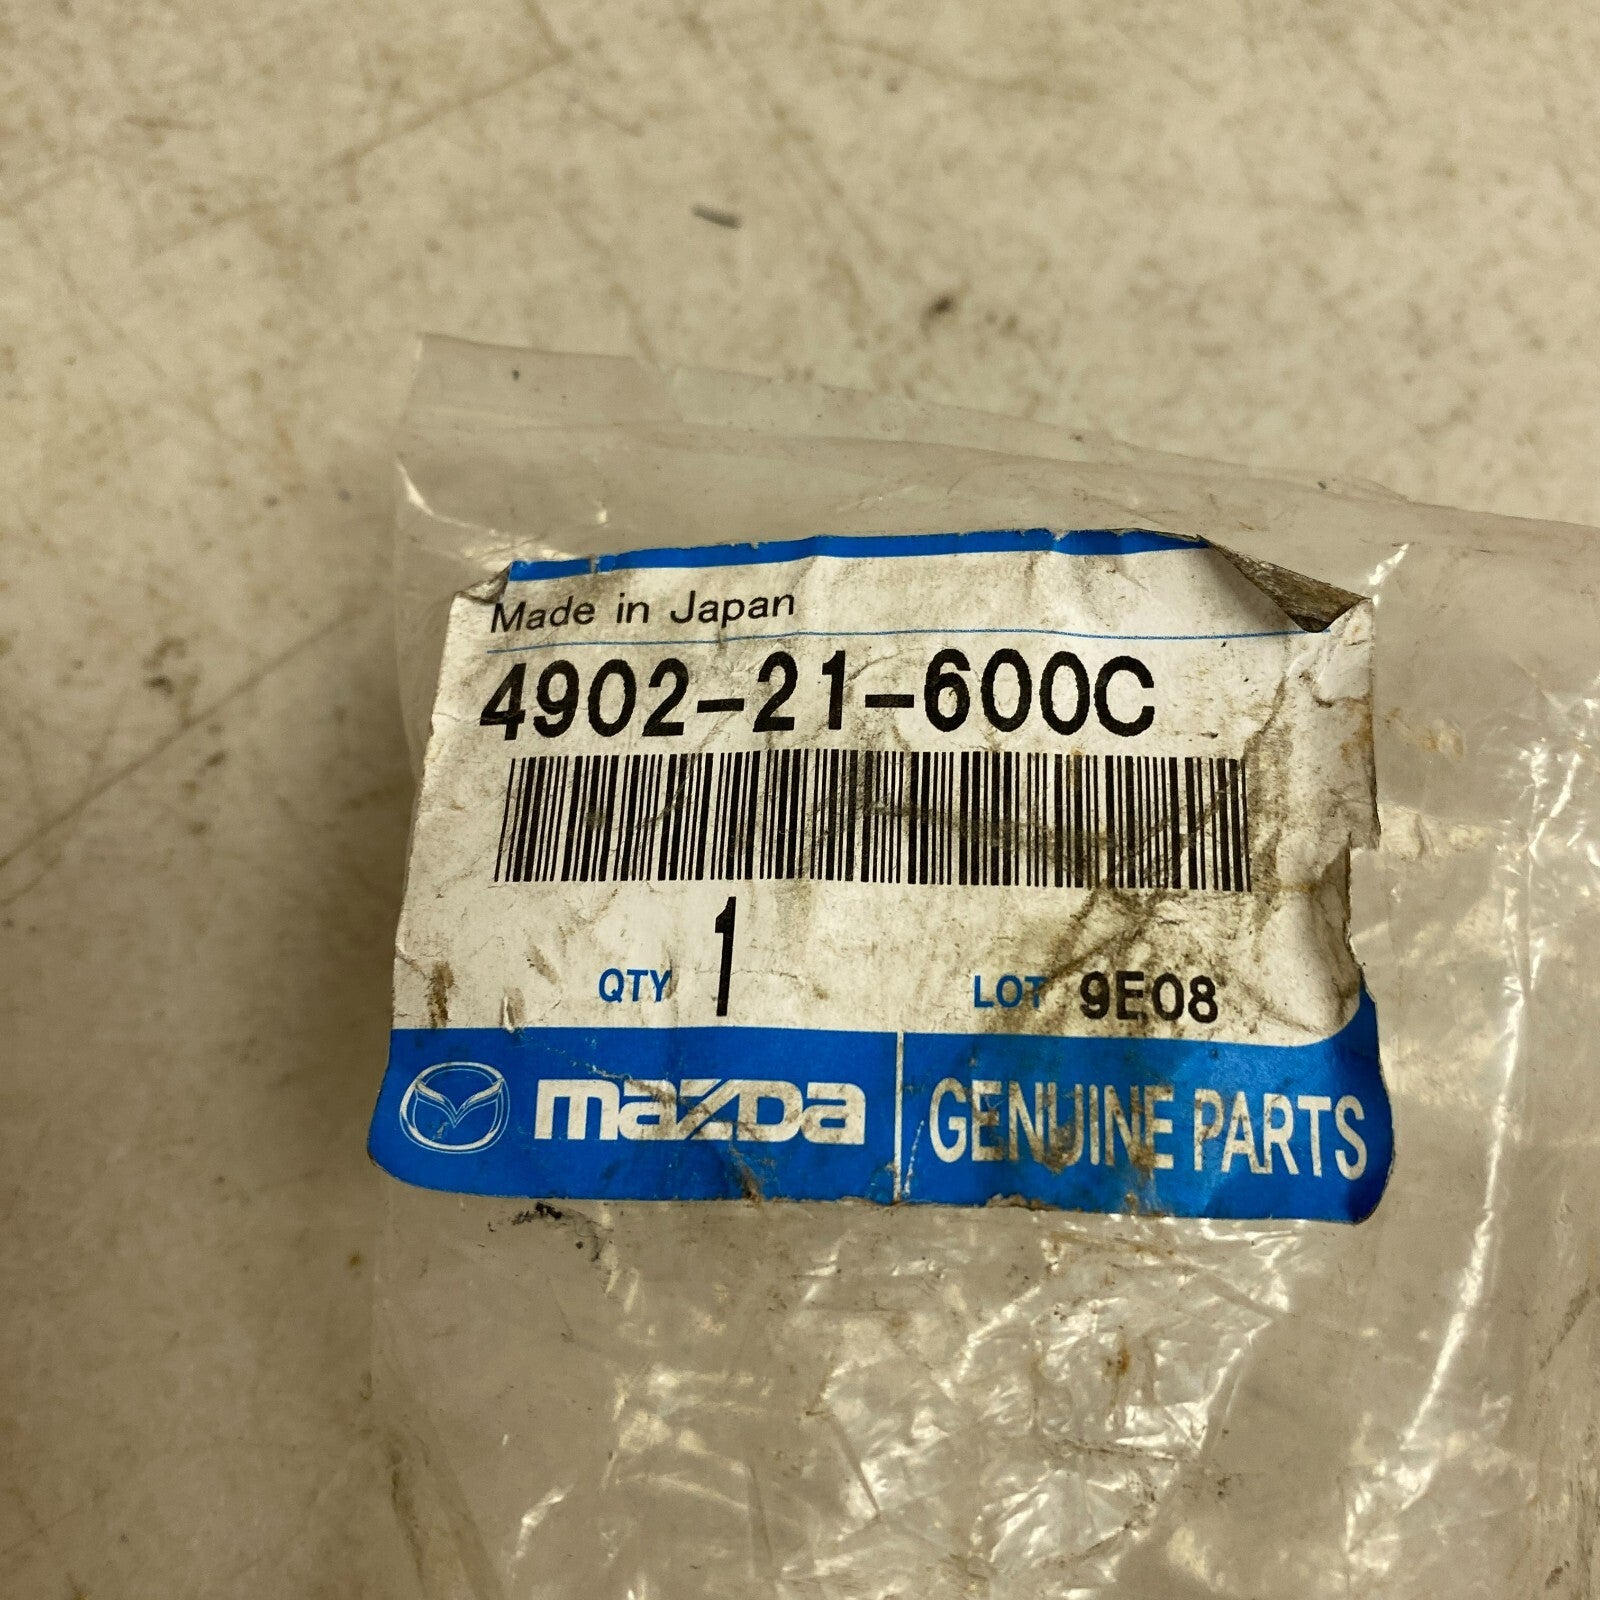 Made in Japan
4902-21-600C
QTY 1 LOT 9E08
mazda GENUINE PARTS